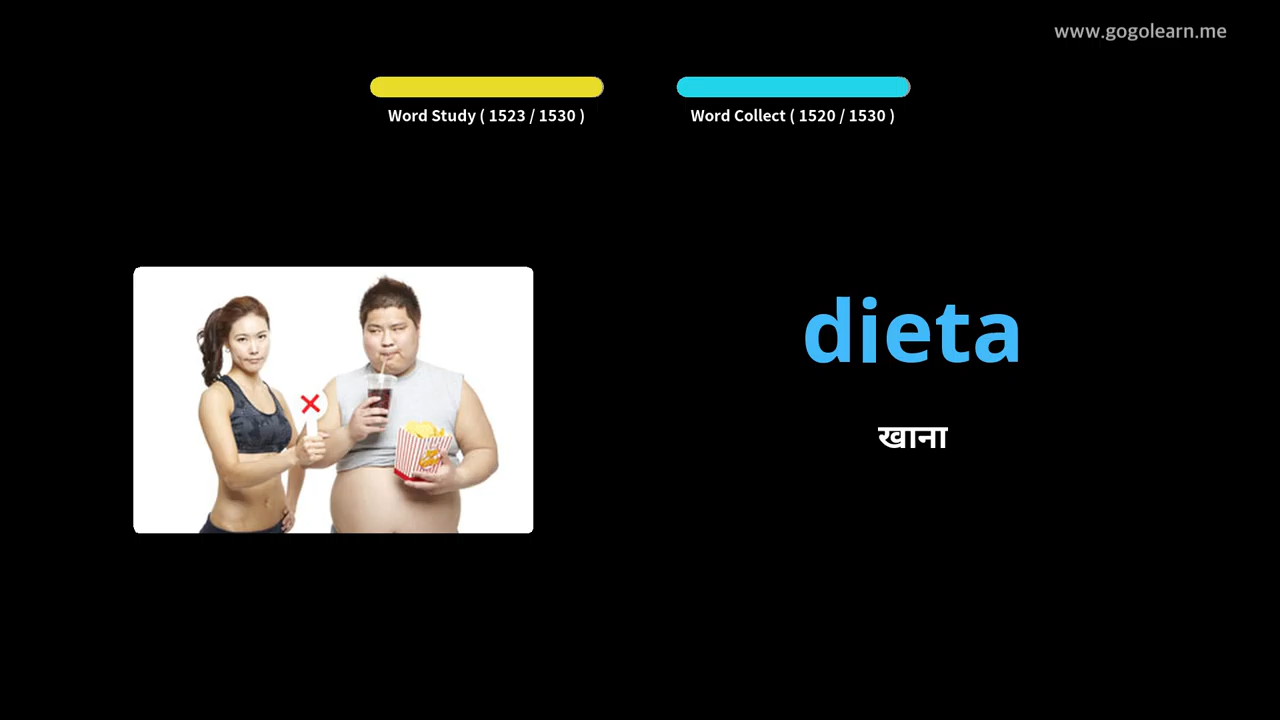 www.gogolearn.me
Word Study ( 1523 / 1530 )
Word Collect ( 1520 / 1530 )
dieta
खाना